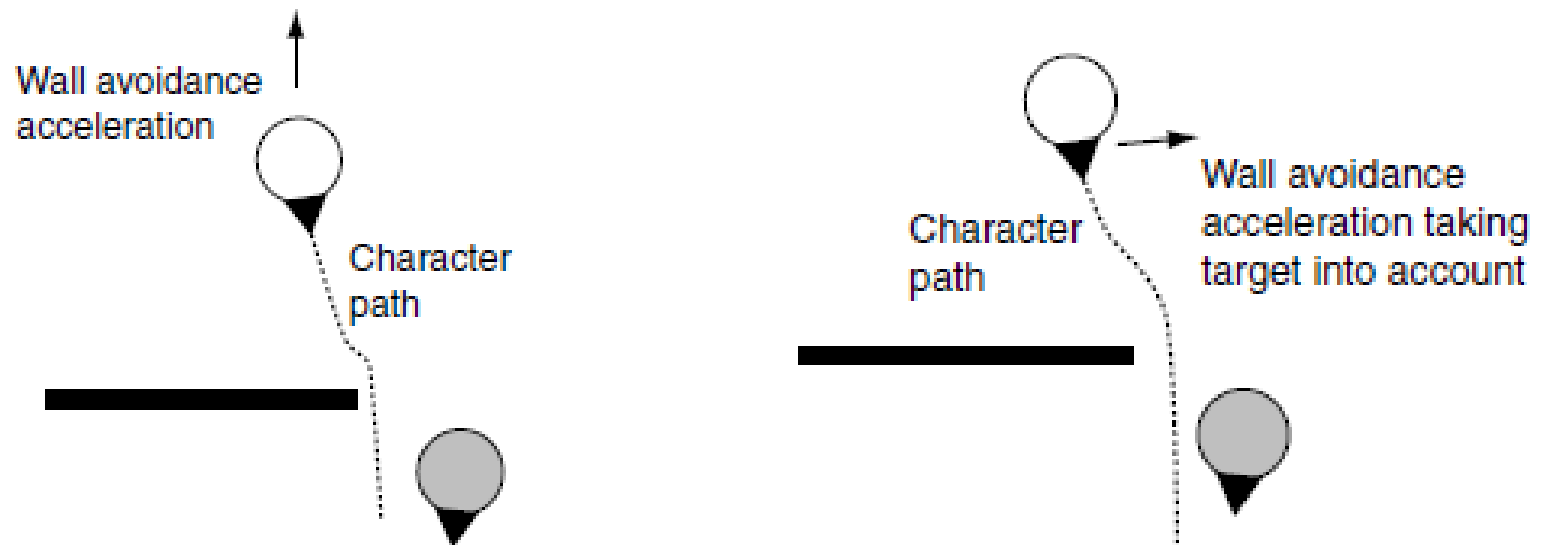 Wall avoidance
acceleration
Character
path
Character
path
Wall avoidance
acceleration taking
target into account